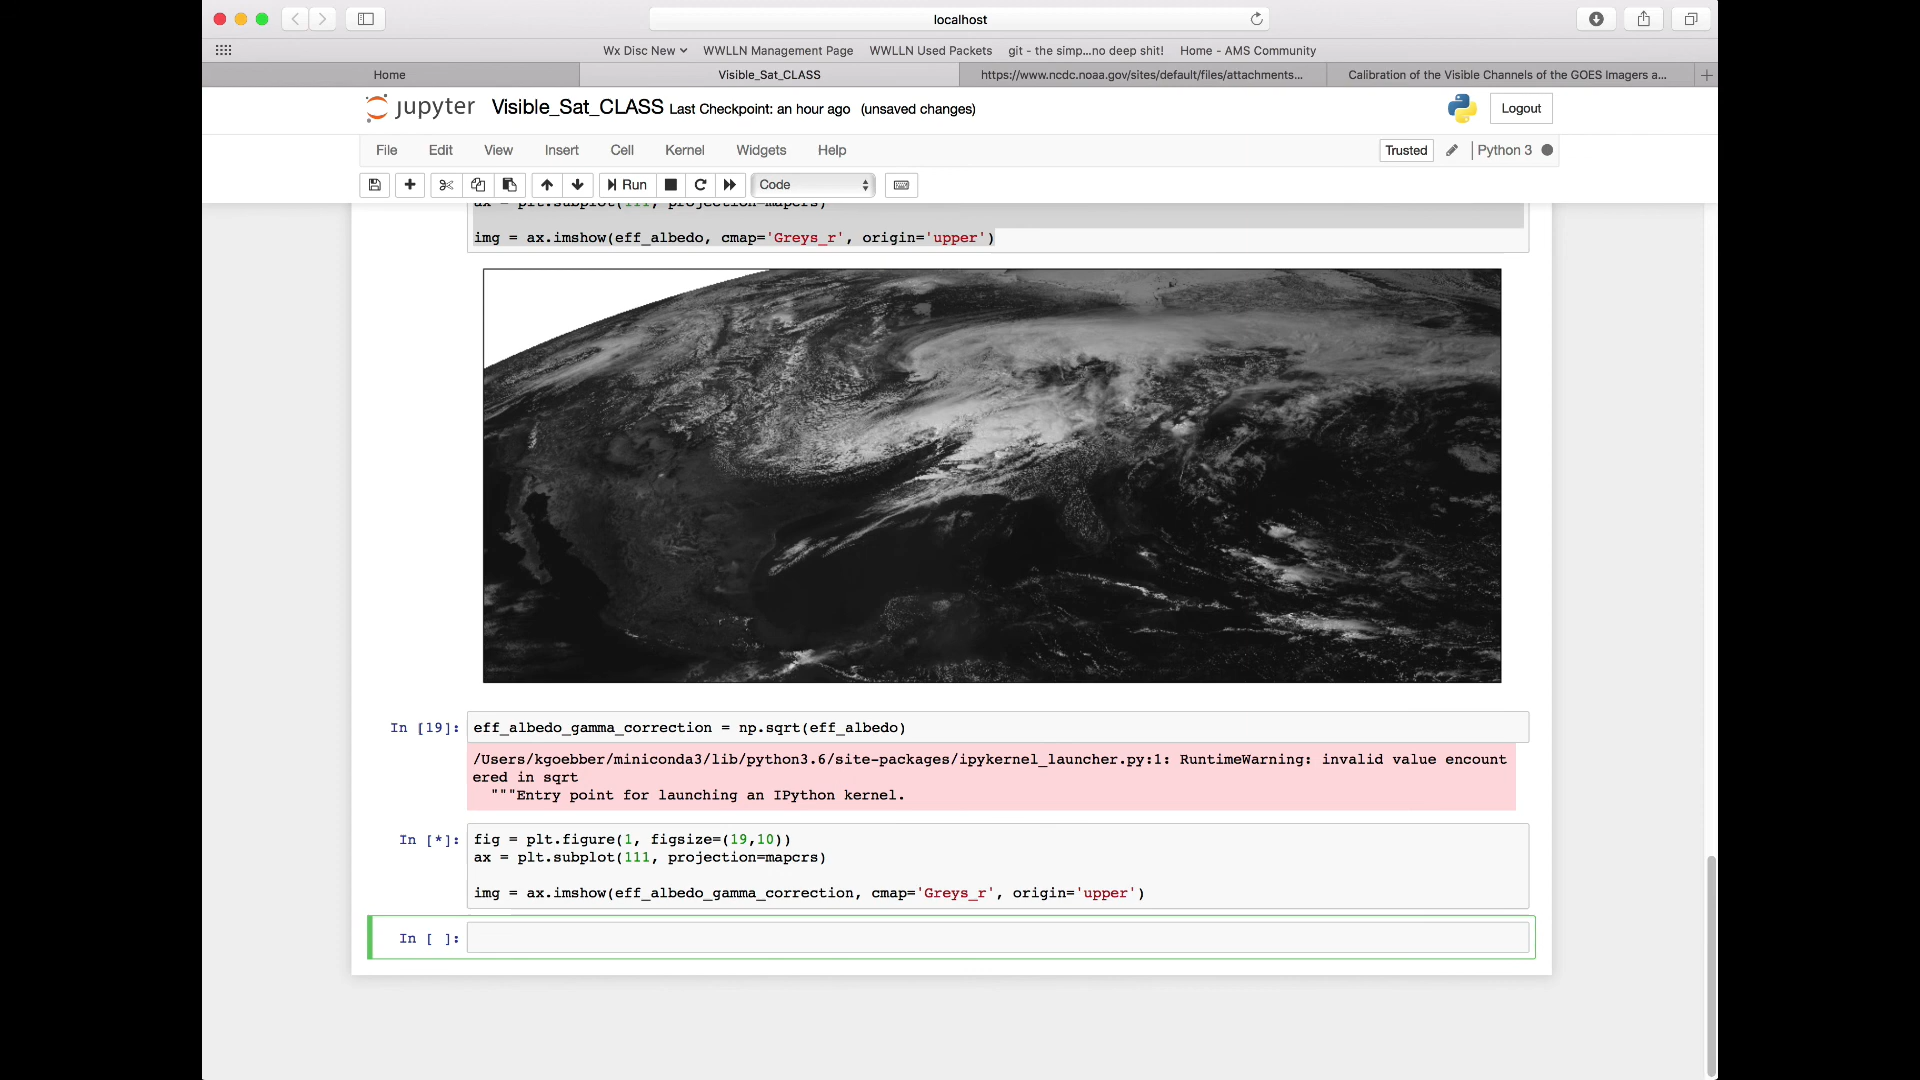 localhost
Wx Disc New
WWLLN Management Page
WWLLN Used Packets
git - the simp...no deep shit!
Home - AMS Community
Home
Visible_Sat_CLASS
https://www.ncdc.noaa.gov/sites/default/files/attachments...
Calibration of the Visible Channels of the GOES Imagers a...
jupyter
Visible_Sat_CLASS
Last Checkpoint: an hour ago (unsaved changes)
Logout
File
Edit
View
Insert
Cell
Kernel
Widgets
Help
Trusted
Python 3
Run
Code
ax = plt.subplot(111, projection=mapcrs)
img = ax.imshow(eff_albedo, cmap='Greys_r', origin='upper')
In [19]:
eff_albedo_gamma_correction = np.sqrt(eff_albedo)
/Users/kgoebber/miniconda3/lib/python3.6/site-packages/ipykernel_launcher.py:1: RuntimeWarning: invalid value encount
ered in sqrt
"""Entry point for launching an IPython kernel.
In [*]:
fig = plt.figure(1, figsize=(19,10))
ax = plt.subplot(111, projection=mapcrs)
img = ax.imshow(eff_albedo_gamma_correction, cmap='Greys_r', origin='upper')
In [ ]: